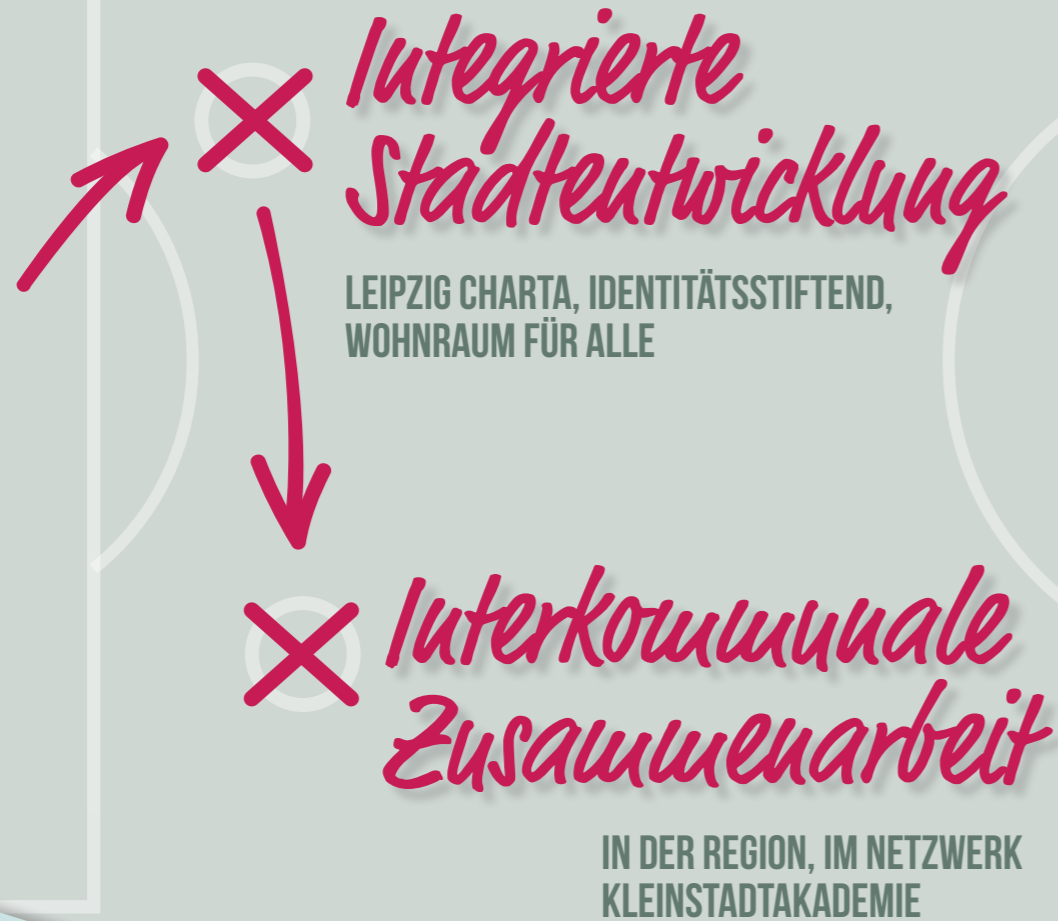 Integrierte
Stadtentwicklung
LEIPZIG CHARTA, IDENTITÄTSSTIFTEND,
WOHNRAUM FÜR ALLE
Interkommunale
Zusammenarbeit
IN DER REGION, IM NETZWERK
KLEINSTADTAKADEMIE